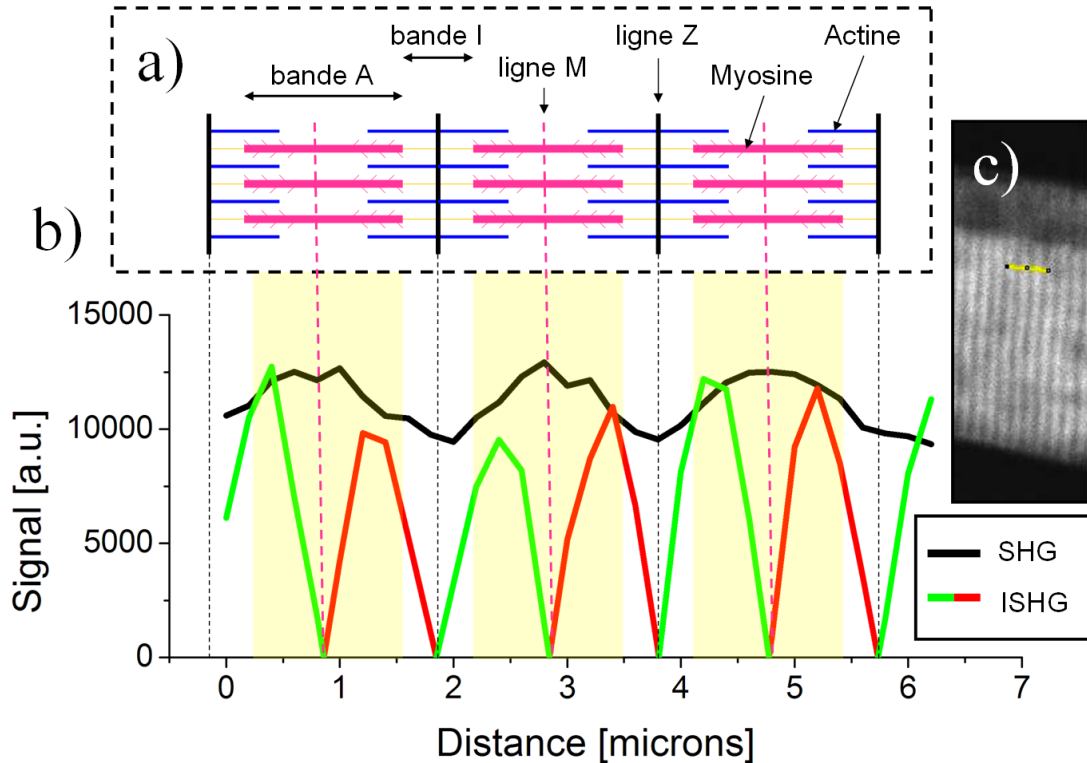 a)
bande A
bande I
ligne M
ligne Z
Myosine
Actine
c)
b)
15000
10000
5000
0
Signal [a.u.]
0 1 2 3 4 5 6 7
Distance [microns]
SHG
ISHG